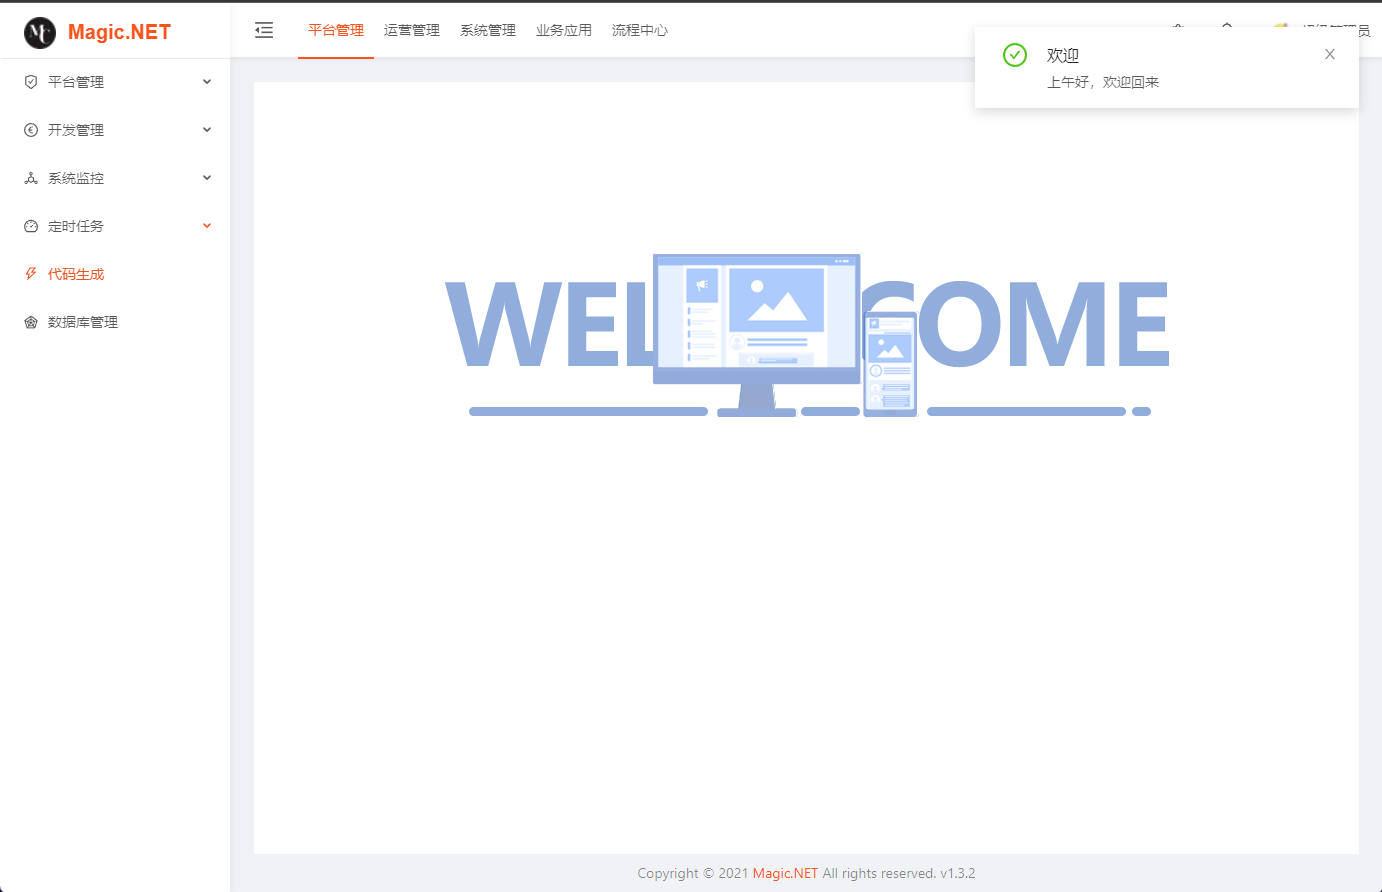 Magic.NET
平台管理 运营管理 系统管理 业务应用 流程中心
欢迎
上午好，欢迎回来
平台管理
开发管理
系统监控
定时任务
代码生成
数据库管理
WEL COME
Copyright © 2021 Magic.NET All rights reserved. v1.3.2